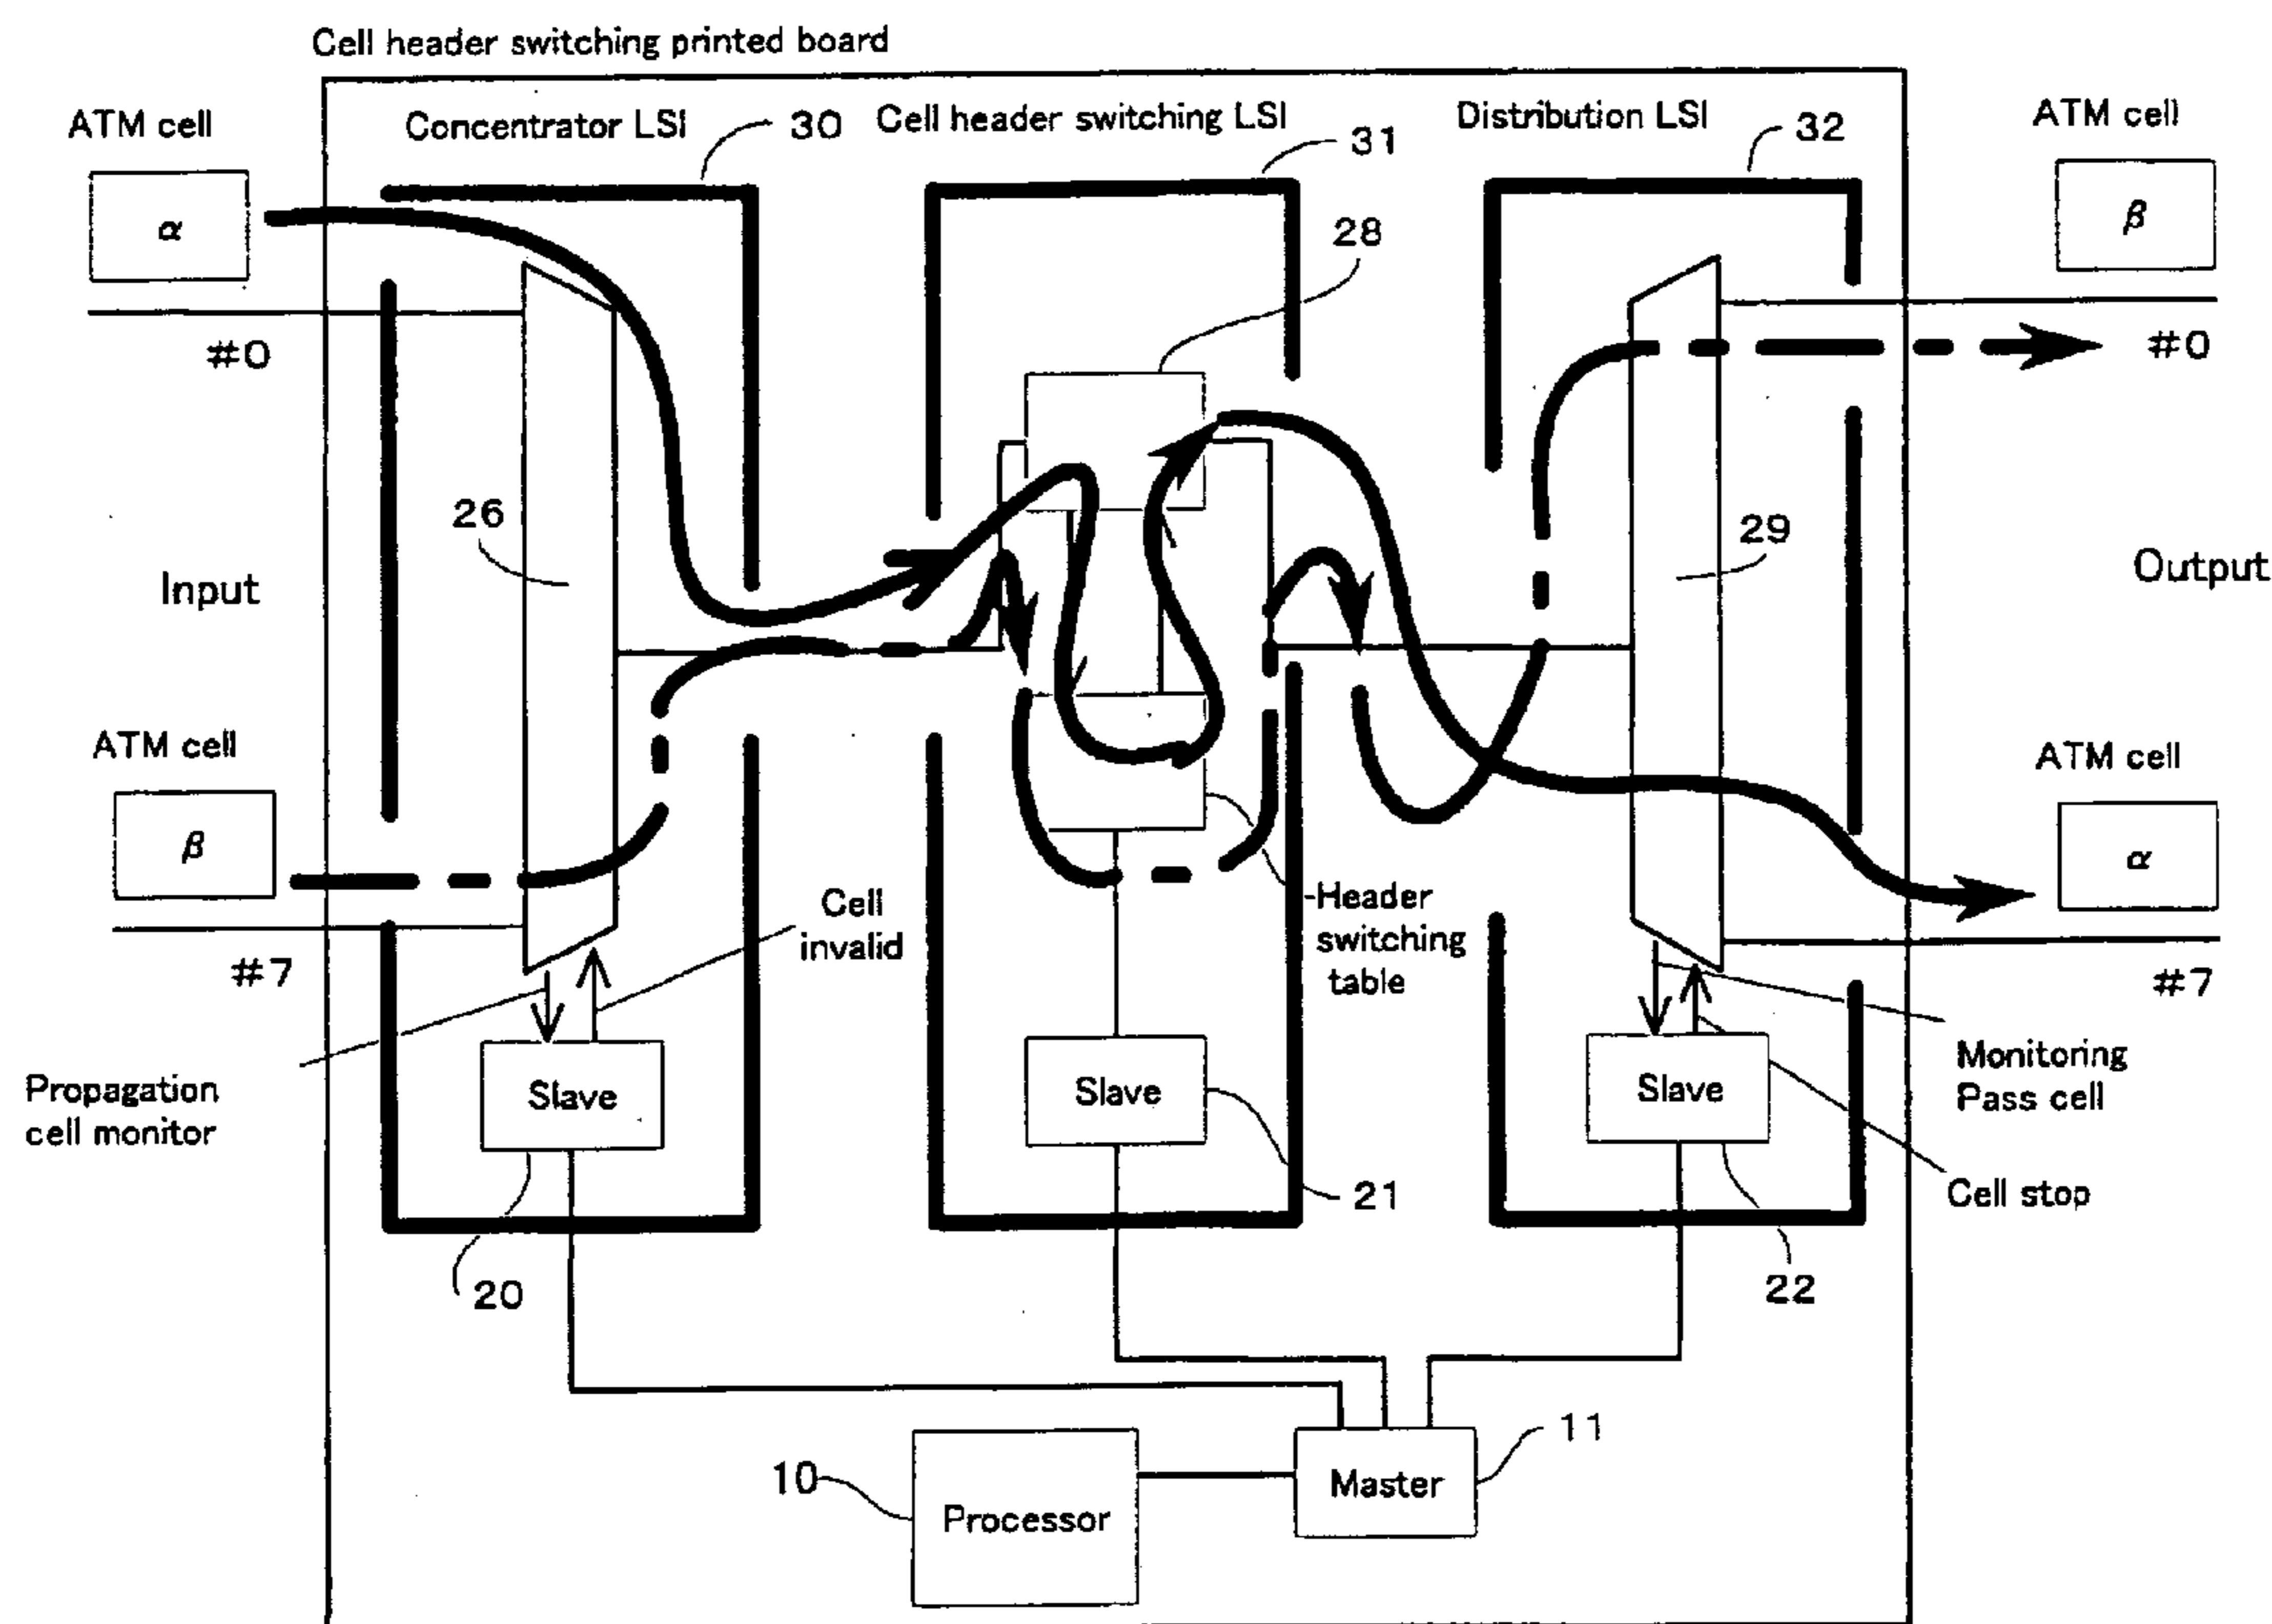 Cell header switching printed board
ATM cell
Concentrator LSI
30
Cell header switching LSI
31
Distribution LSI
32
ATM cell
α
β
28
#0
#0
26
29
Input
Output
ATM cell
ATM cell
β
α
Cell
invalid
Header
switching
table
#7
#7
Propagation
cell monitor
Slave
Slave
Slave
Monitoring
Pass cell
21
Cell stop
20
22
11
10
Master
Processor